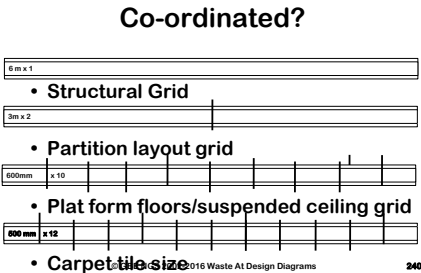 Co-ordinated?
6 m x 1
• Structural Grid
3m x 2
• Partition layout grid
600mm x 10
• Plat form floors/suspended ceiling grid
500 mm x 12
• Carpet tile size
2016 Waste At Design Diagrams 240